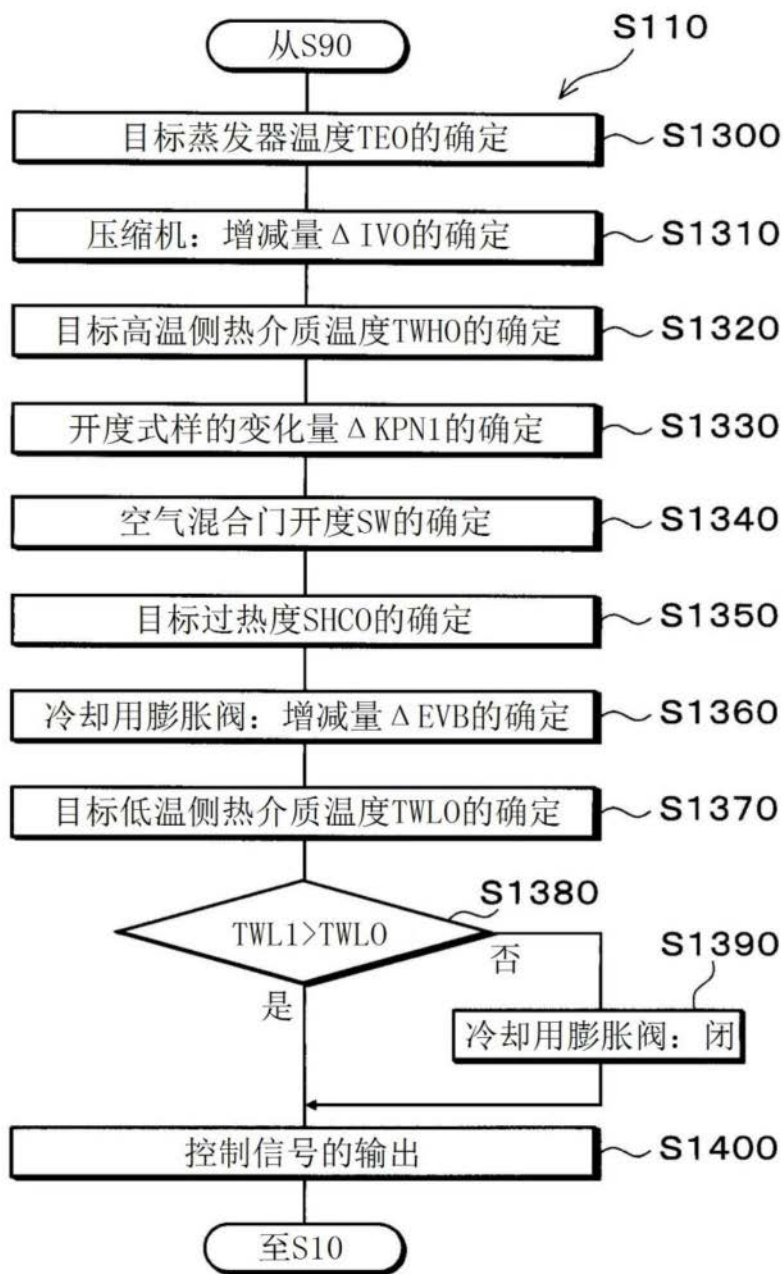 从S90
S110
目标蒸发器温度TEO的确定
S1300
压缩机：增减量ΔIVO的确定
S1310
目标高温侧热介质温度TWHO的确定
S1320
开度式样的变化量ΔKPN1的确定
S1330
空气混合门开度SW的确定
S1340
目标过热度SHCO的确定
S1350
冷却用膨胀阀：增减量ΔEVB的确定
S1360
目标低温侧热介质温度TWLO的确定
S1370
S1380
TWL1>TWLO
否
是
S1390
冷却用膨胀阀：闭
控制信号的输出
S1400
至S10